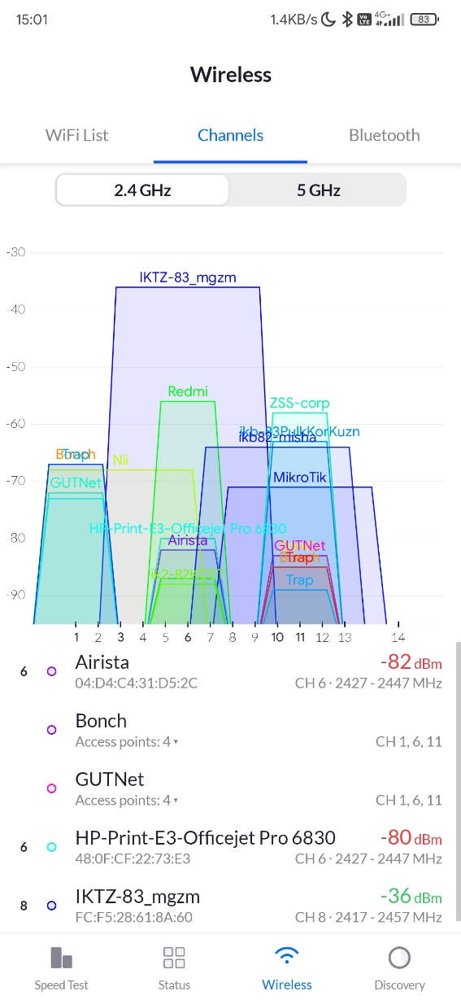 15:01
1.4KB/s
Vo LTE
4G+
83
Wireless
WiFi List
Channels
Bluetooth
2.4 GHz
5 GHz
-30
IKTZ-83_mgzm
-40
-50
Redmi
ZSS-corp
-60
ikb-83PulkKorKuzn
ikb82-misha
Bonch
Trap
Nii
-70
MikroTik
GUTNet
HP-Print-E3-Officejet Pro 6830
-80
Airista
GUTNet
Bonch
Trap
Trap
-90
1 2 3 4 5 6 7 8 9 10 11 12 13 14
6
Airista
-82 dBm
04:D4:C4:31:D5:2C
CH 6 · 2427 - 2447 MHz
Bonch
Access points: 4 ▾
CH 1, 6, 11
GUTNet
Access points: 4 ▾
CH 1, 6, 11
6
HP-Print-E3-Officejet Pro 6830
-80 dBm
48:0F:CF:22:73:E3
CH 6 · 2427 - 2447 MHz
8
IKTZ-83_mgzm
-36 dBm
FC:F5:28:61:8A:60
CH 8 · 2417 - 2457 MHz
Speed Test
Status
Wireless
Discovery